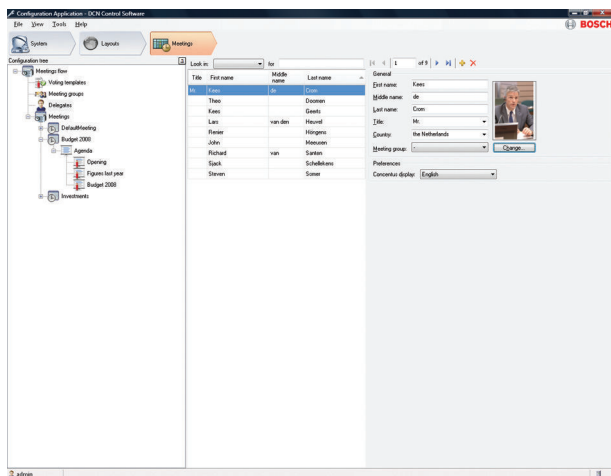 Configuration Application - DCN Control Software
File View Tools Help
BOSCH
System Layouts Meetings
Configuration tree
Meetings flow
Voting templates
Meeting groups
Delegates
Meetings
DefaultMeeting
Budget 2008
Agenda
Opening
Figures last year
Budget 2008
Investments
Look in: for
Title First name Middle name Last name
Mr. Kees de Crom
Theo Dooman
Kees Geerts
Lars van den Heuvel
Renier Höngens
John Meeusen
Richard van Santen
Sjack Schellekens
Steven Somer
1 of 9
General
First name: Kees
Middle name: de
Last name: Crom
Title: Mr.
Country: the Netherlands
Meeting group: -
Change...
Preferences
Concentus display: English
admin